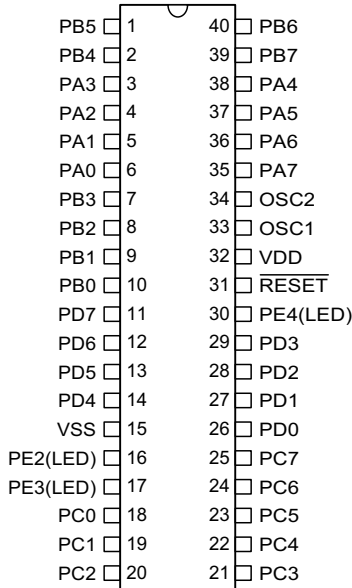 PB5 1 40 PB6
PB4 2 39 PB7
PA3 3 38 PA4
PA2 4 37 PA5
PA1 5 36 PA6
PA0 6 35 PA7
PB3 7 34 OSC2
PB2 8 33 OSC1
PB1 9 32 VDD
PB0 10 31 RESET
PD7 11 30 PE4(LED)
PD6 12 29 PD3
PD5 13 28 PD2
PD4 14 27 PD1
VSS 15 26 PD0
PE2(LED) 16 25 PC7
PE3(LED) 17 24 PC6
PC0 18 23 PC5
PC1 19 22 PC4
PC2 20 21 PC3